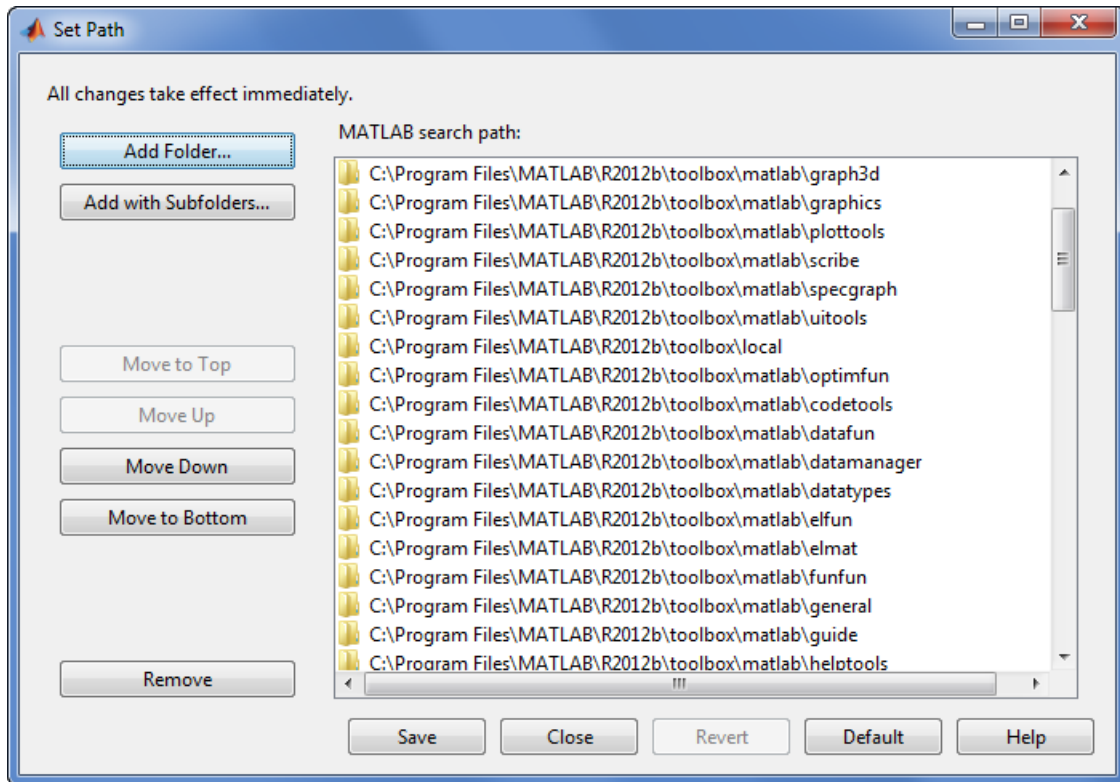 Set Path
All changes take effect immediately.
Add Folder...
Add with Subfolders...
Move to Top
Move Up
Move Down
Move to Bottom
Remove
MATLAB search path:
C:\Program Files\MATLAB\R2012b\toolbox\matlab\graph3d
C:\Program Files\MATLAB\R2012b\toolbox\matlab\graphics
C:\Program Files\MATLAB\R2012b\toolbox\matlab\plottools
C:\Program Files\MATLAB\R2012b\toolbox\matlab\scribe
C:\Program Files\MATLAB\R2012b\toolbox\matlab\specgraph
C:\Program Files\MATLAB\R2012b\toolbox\matlab\uitools
C:\Program Files\MATLAB\R2012b\toolbox\local
C:\Program Files\MATLAB\R2012b\toolbox\matlab\optimfun
C:\Program Files\MATLAB\R2012b\toolbox\matlab\codetools
C:\Program Files\MATLAB\R2012b\toolbox\matlab\datafun
C:\Program Files\MATLAB\R2012b\toolbox\matlab\datamanager
C:\Program Files\MATLAB\R2012b\toolbox\matlab\datatypes
C:\Program Files\MATLAB\R2012b\toolbox\matlab\elfun
C:\Program Files\MATLAB\R2012b\toolbox\matlab\elmat
C:\Program Files\MATLAB\R2012b\toolbox\matlab\funfun
C:\Program Files\MATLAB\R2012b\toolbox\matlab\general
C:\Program Files\MATLAB\R2012b\toolbox\matlab\guide
C:\Program Files\MATLAB\R2012b\toolbox\matlab\helptools
Save
Close
Revert
Default
Help